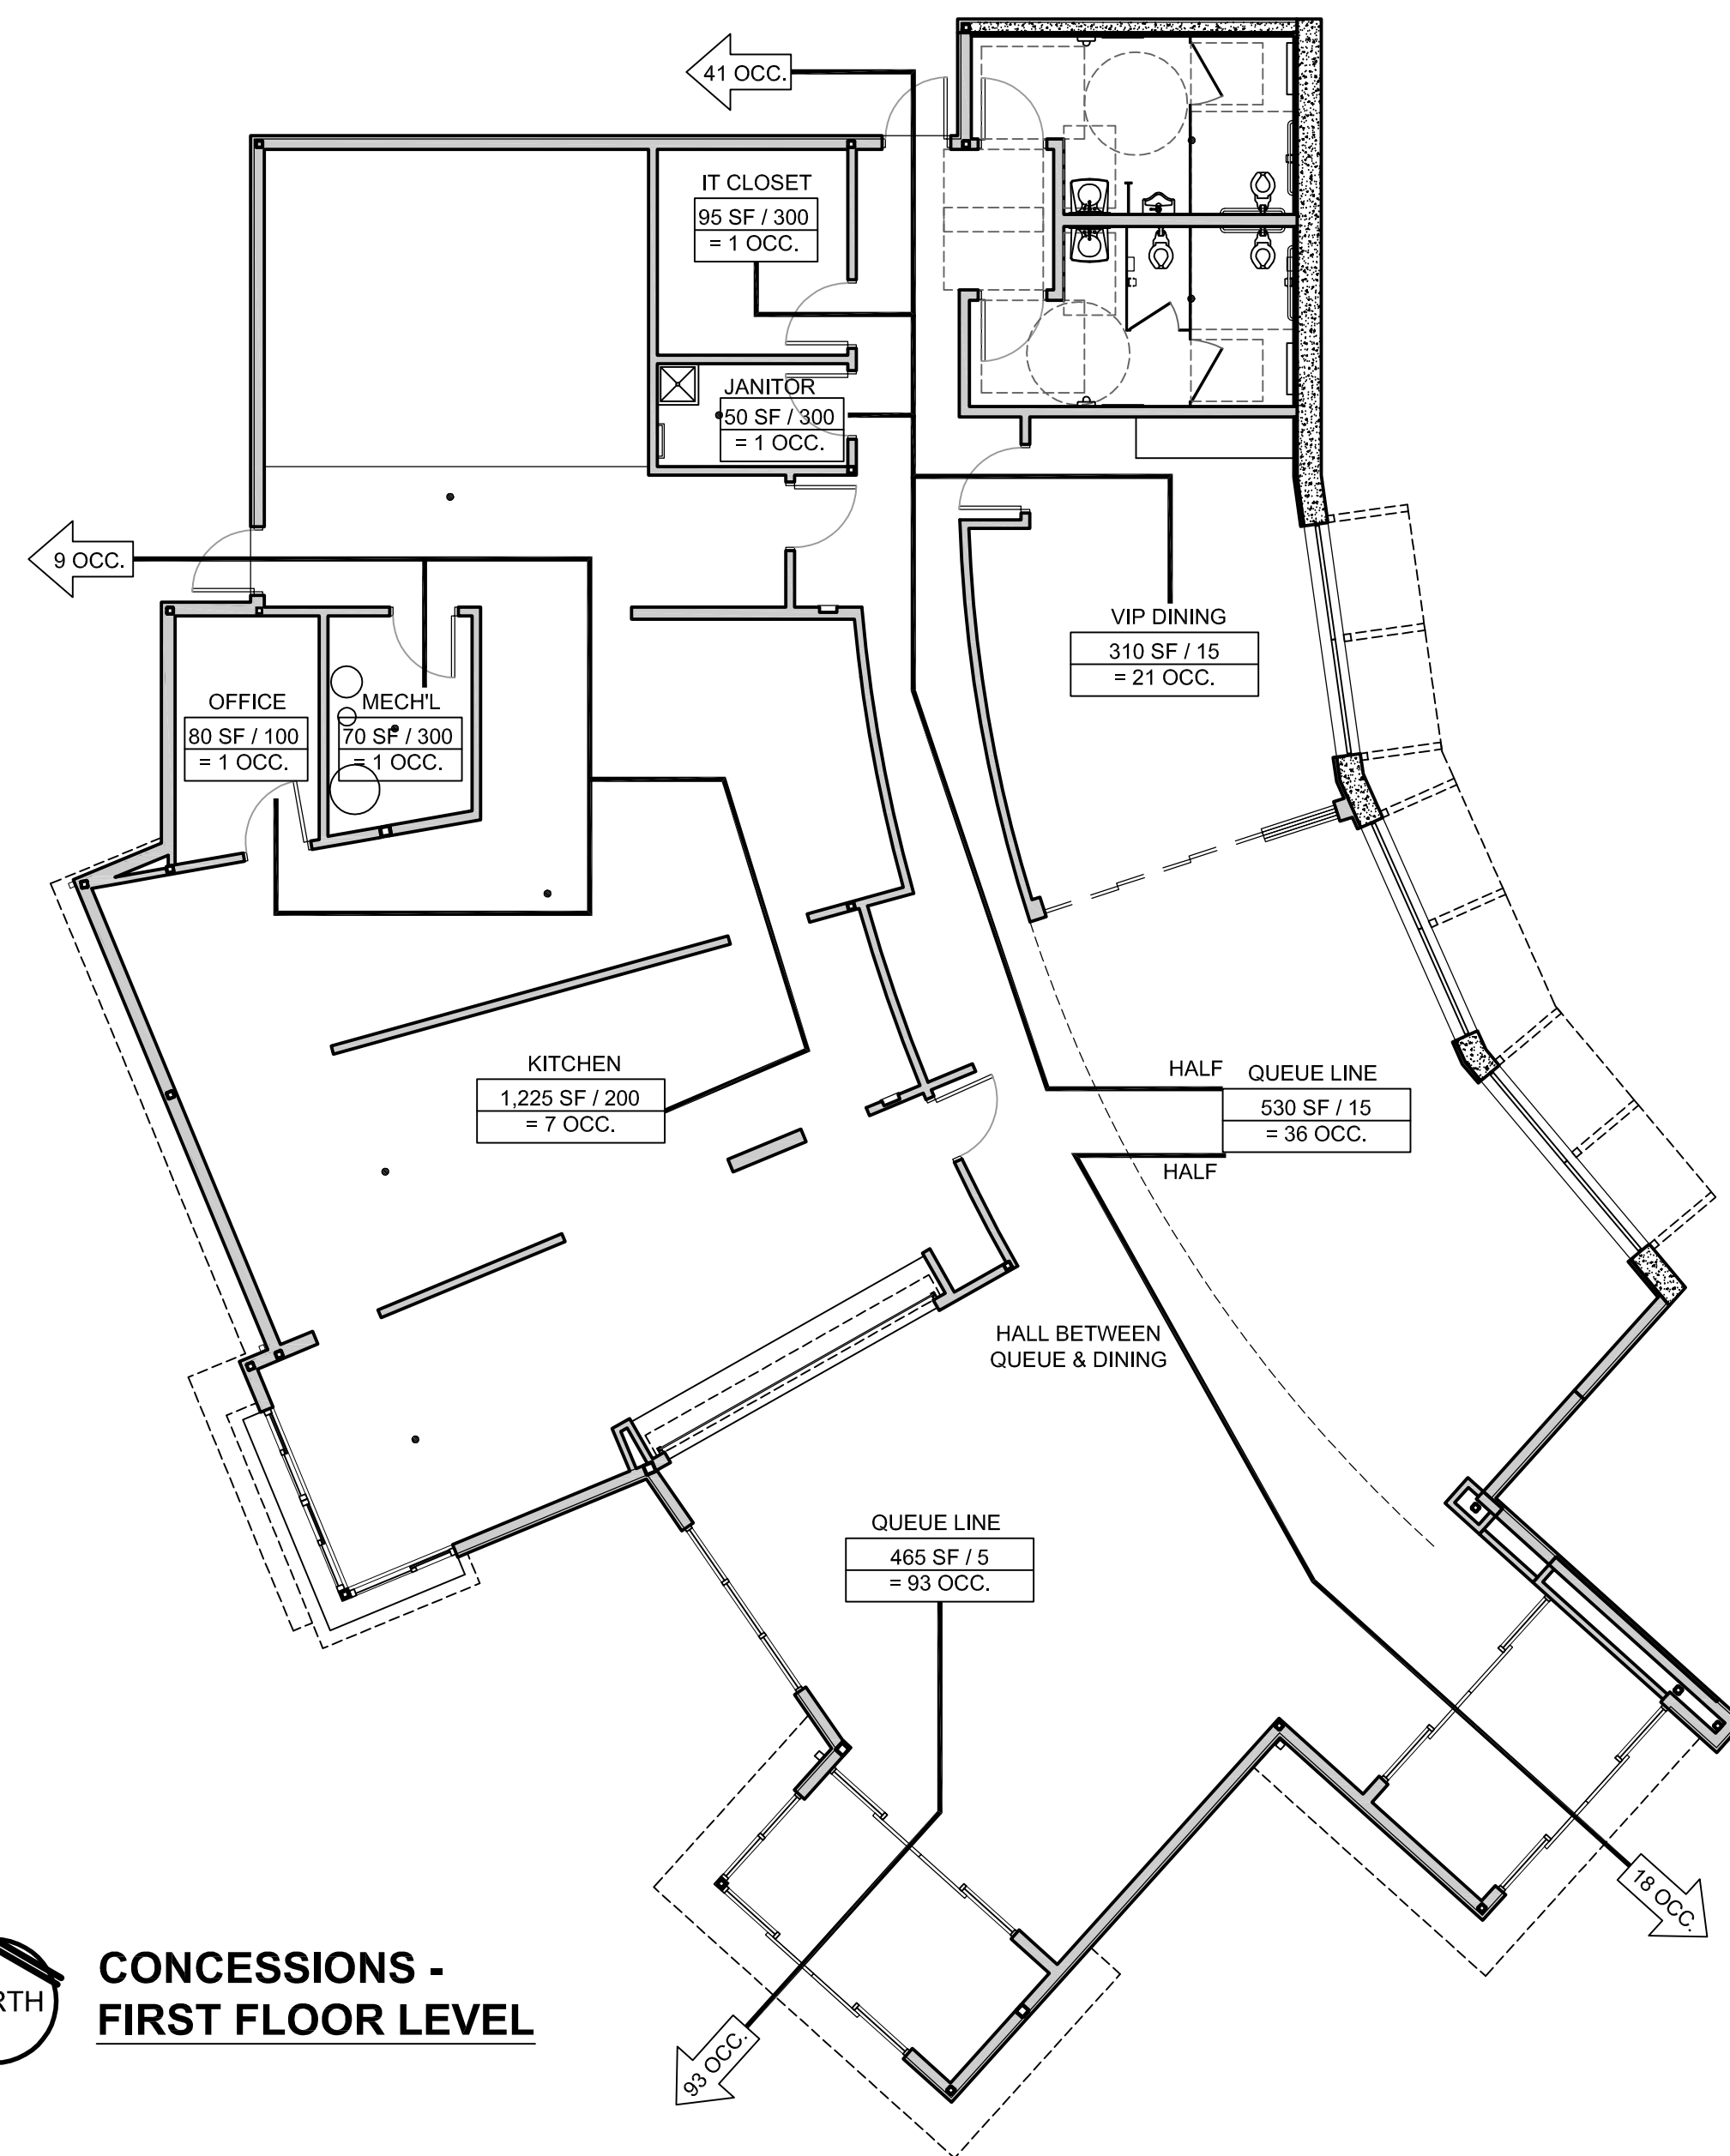 41 OCC.
IT CLOSET
95 SF / 300
= 1 OCC.
JANITOR
50 SF / 300
= 1 OCC.
9 OCC.
VIP DINING
310 SF / 15
= 21 OCC.
OFFICE
80 SF / 100
= 1 OCC.
MECH'L
70 SF / 300
= 1 OCC.
KITCHEN
1,225 SF / 200
= 7 OCC.
HALF
QUEUE LINE
530 SF / 15
= 36 OCC.
HALF
HALL BETWEEN
QUEUE & DINING
QUEUE LINE
465 SF / 5
= 93 OCC.
18 OCC.
93 OCC.
RTH
CONCESSIONS -
FIRST FLOOR LEVEL